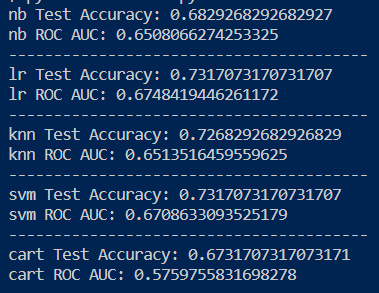 nb Test Accuracy: 0.6829268292682927
nb ROC AUC: 0.6508066274253325
------------------------------------
lr Test Accuracy: 0.7317073170731707
lr ROC AUC: 0.6748419446261172
------------------------------------
knn Test Accuracy: 0.7268292682926829
knn ROC AUC: 0.6513516459559625
------------------------------------
svm Test Accuracy: 0.7317073170731707
svm ROC AUC: 0.6708633093525179
------------------------------------
cart Test Accuracy: 0.6731707317073171
cart ROC AUC: 0.5759755831698278